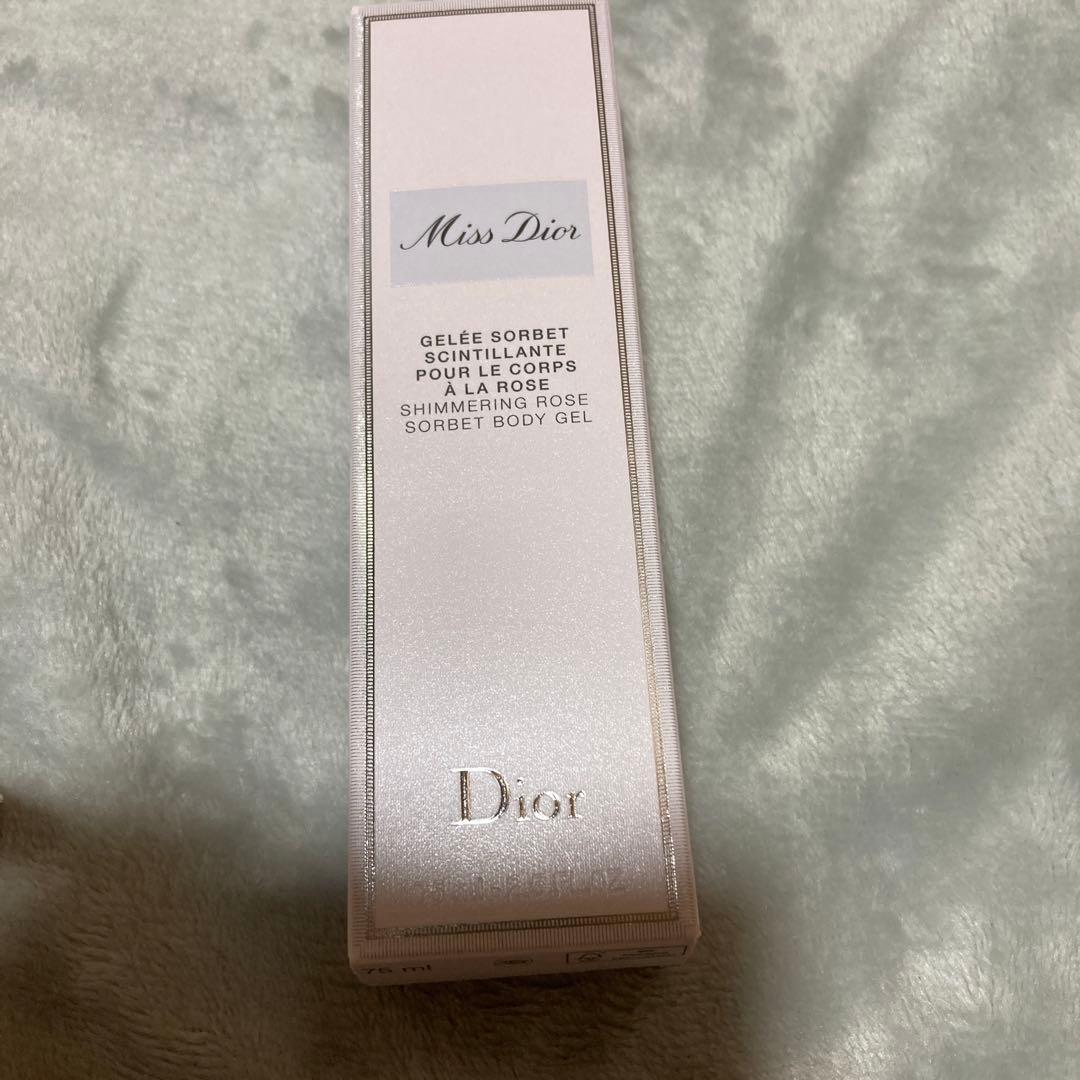 Miss Dior
GELÉE SORBET
SCINTILLANTE
POUR LE CORPS
À LA ROSE
SHIMMERING ROSE
SORBET BODY GEL
Dior
75 ml